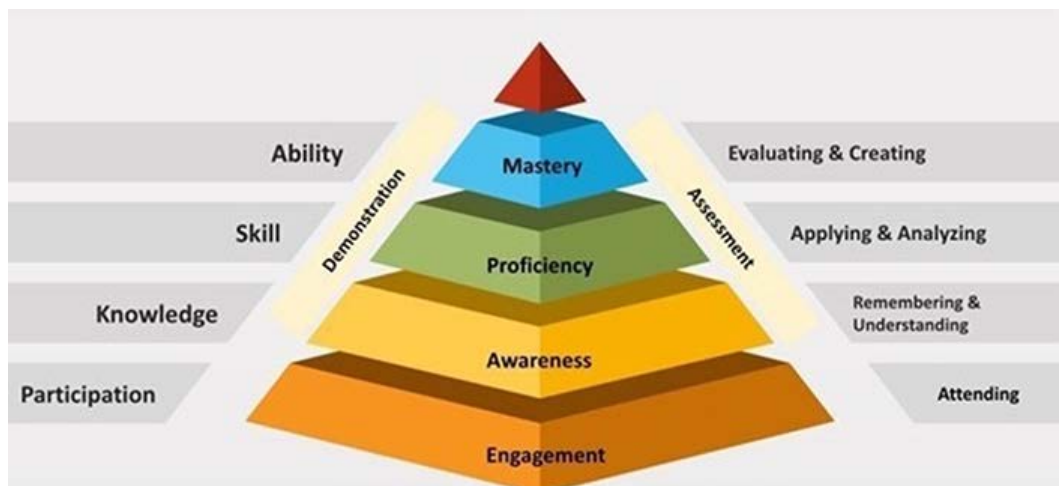 Ability
Mastery
Evaluating & Creating
Demonstration
Assessment
Skill
Proficiency
Applying & Analyzing
Knowledge
Awareness
Remembering &
Understanding
Participation
Engagement
Attending